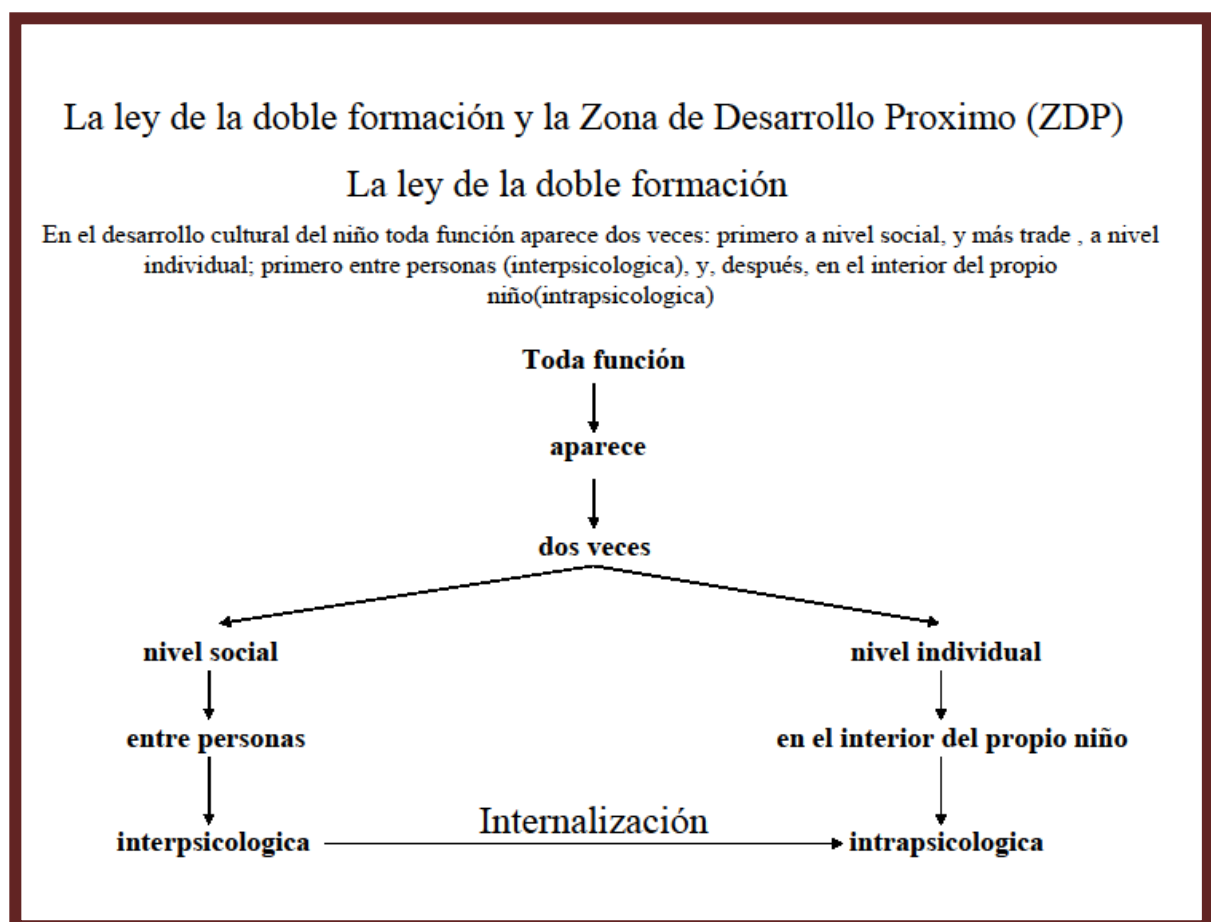 La ley de la doble formación y la Zona de Desarrollo Proximo (ZDP)
La ley de la doble formación
En el desarrollo cultural del niño toda función aparece dos veces: primero a nivel social, y más trade , a nivel
individual; primero entre personas (interpsicologica), y, después, en el interior del propio
niño(intrapsicologica)
Toda función
aparece
dos veces
nivel social
nivel individual
entre personas
en el interior del propio niño
Internalización
interpsicologica
intrapsicologica